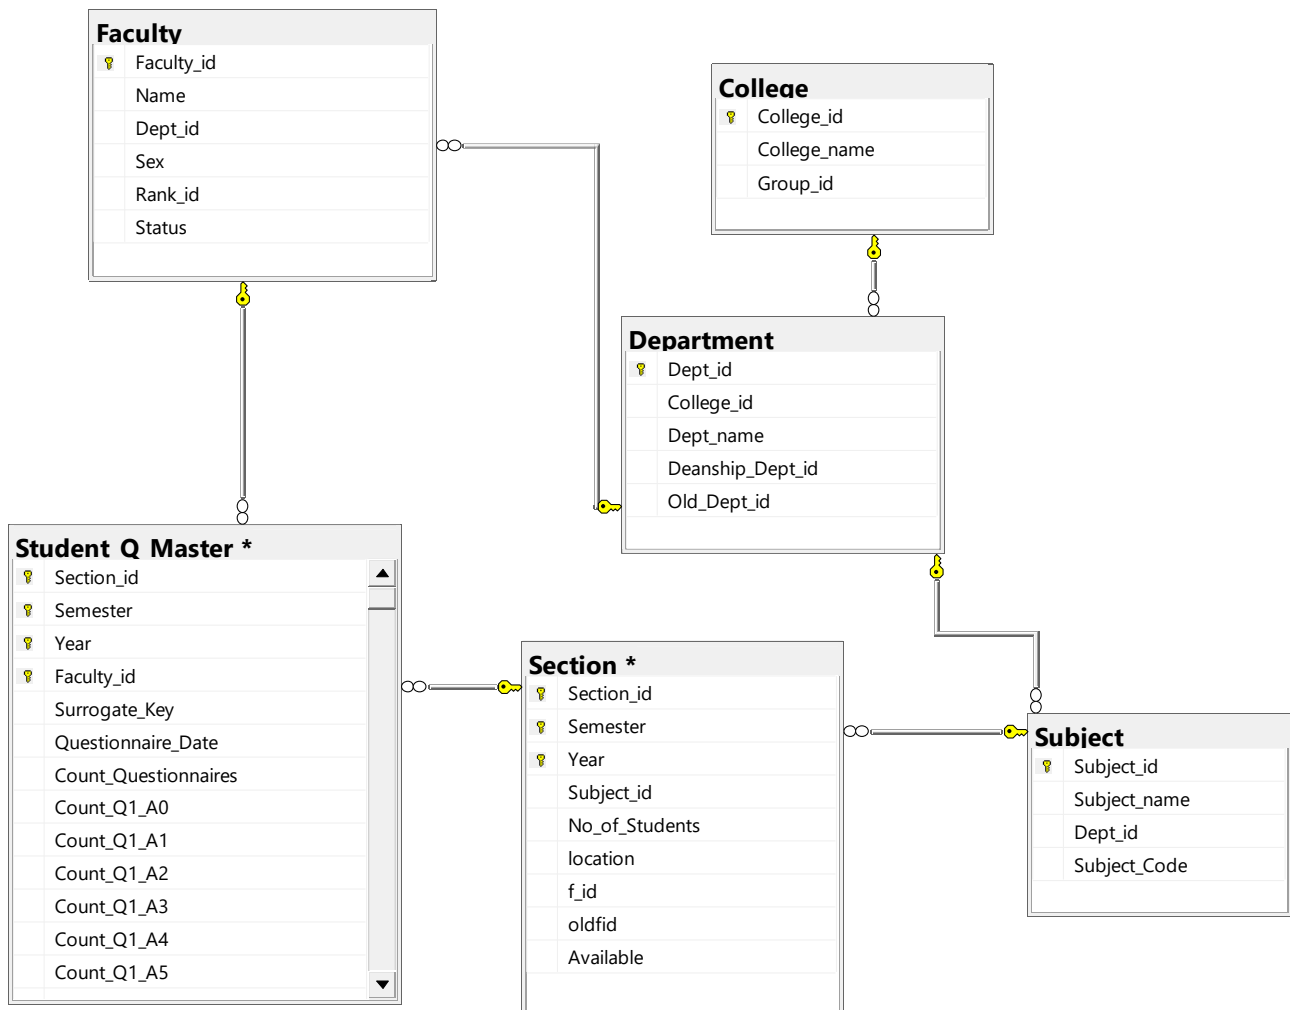 Faculty
Faculty_id
Name
Dept_id
Sex
Rank_id
Status
College
College_id
College_name
Group_id
Department
Dept_id
College_id
Dept_name
Deanship_Dept_id
Old_Dept_id
Student_Q_Master *
Section_id
Semester
Year
Faculty_id
Surrogate_Key
Questionnaire_Date
Count_Questionnaires
Count_Q1_A0
Count_Q1_A1
Count_Q1_A2
Count_Q1_A3
Count_Q1_A4
Count_Q1_A5
Section *
Section_id
Semester
Year
Subject_id
No_of_Students
location
f_id
oldfid
Available
Subject
Subject_id
Subject_name
Dept_id
Subject_Code